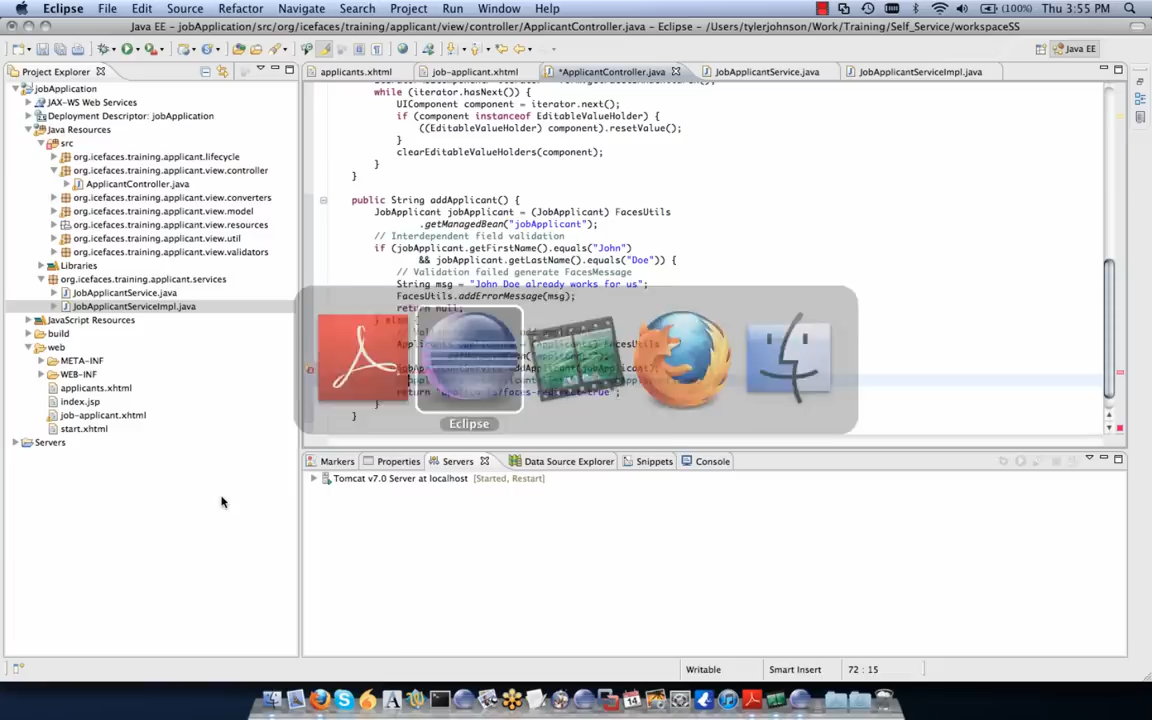 Eclipse File Edit Source Refactor Navigate Search Project Run Window Help (100%) Thu 3:55 PM
Java EE - jobApplication/src/org/icefaces/training/applicant/view/controller/ApplicantController.java - Eclipse - /Users/tylerjohnson/Work/Training/Self_Service/workspaceSS
Java EE
Project Explorer
applicants.xhtml job-applicant.xhtml *ApplicantController.java JobApplicantService.java JobApplicantServiceImpl.java
jobApplication
JAX-WS Web Services
Deployment Descriptor: jobApplication
Java Resources
src
org.icefaces.training.applicant.lifecycle
org.icefaces.training.applicant.view.controller
ApplicantController.java
org.icefaces.training.applicant.view.converters
org.icefaces.training.applicant.view.model
org.icefaces.training.applicant.view.resources
org.icefaces.training.applicant.view.util
org.icefaces.training.applicant.view.validators
Libraries
org.icefaces.training.applicant.services
JobApplicantService.java
JobApplicantServiceImpl.java
JavaScript Resources
build
web
META-INF
WEB-INF
applicants.xhtml
index.jsp
job-applicant.xhtml
start.xhtml
Servers
while (iterator.hasNext()) {
UIComponent component = iterator.next();
if (component instanceof EditableValueHolder) {
((EditableValueHolder) component).resetValue();
}
clearEditableValueHolders(component);
}
}
public String addApplicant() {
JobApplicant jobApplicant = (JobApplicant) FacesUtils
.getManagedBean("jobApplicant");
// Interdependent field validation
if (jobApplicant.getFirstName().equals("John")
&& jobApplicant.getLastName().equals("Doe")) {
// Validation failed generate FacesMessage
String msg = "John Doe already works for us";
FacesUtils.addErrorMessage(msg);
return null;
} else {
}
}
Eclipse
Markers Properties Servers Data Source Explorer Snippets Console
Tomcat v7.0 Server at localhost [Started, Restart]
Writable Smart Insert 72 : 15